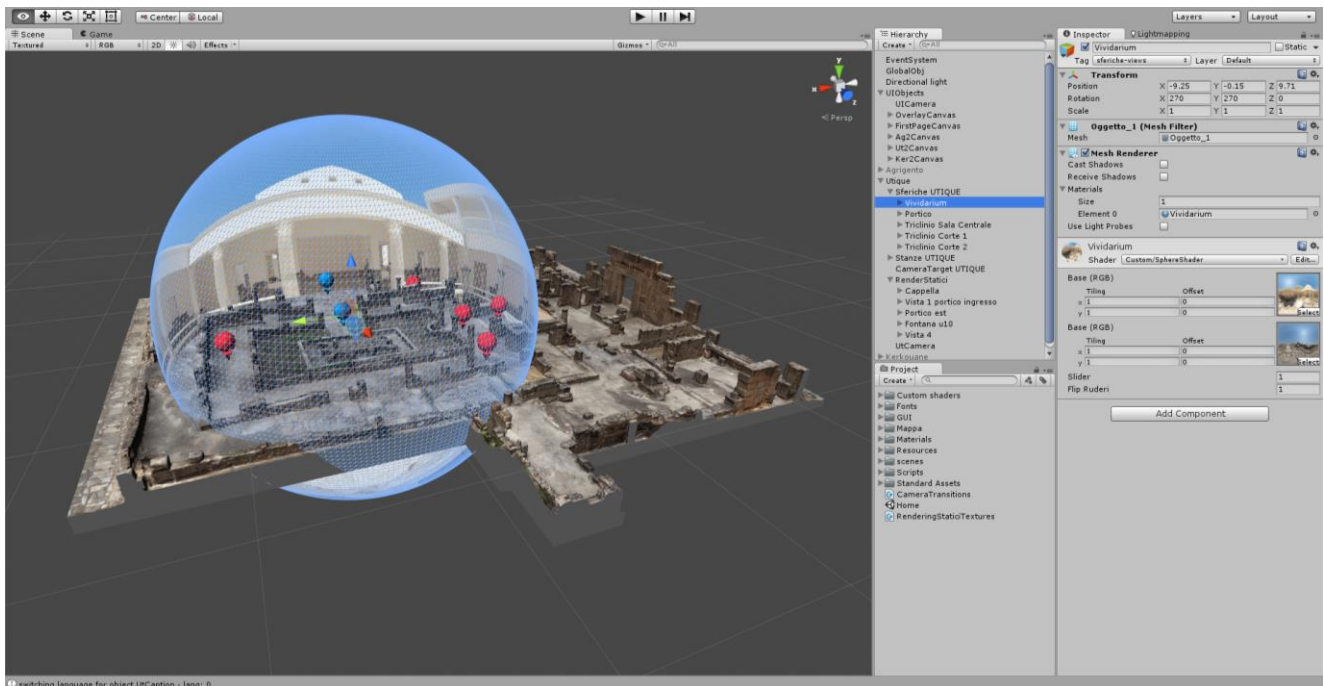 Center Local
Layers Layout
Scene Game
Textured RGB 2D Effects Gizmos All
y
x
z
Persp
Hierarchy
Create All
EventSystem
GlobalObj
Directional light
UIObjects
UICamera
OverlayCanvas
FirstPageCanvas
Ag2Canvas
Ut2Canvas
Ker2Canvas
Agrigento
Utique
Sferiche UTIQUE
Vividarium
Portico
Triclinio Sala Centrale
Triclinio Corte 1
Triclinio Corte 2
Stanze UTIQUE
CameraTarget UTIQUE
RenderStatici
Cappella
Vista 1 portico ingresso
Portico est
Fontana u10
Vista 4
UtCamera
Kerkouane
Project
Create
Custom shaders
Fonts
GUI
Mappa
Materials
Resources
scenes
Scripts
Standard Assets
CameraTransitions
Home
RenderingStaticiTextures
Inspector Lightmapping
Vividarium Static
Tag sferiche-views Layer Default
Transform
Position X -9.25 Y -0.15 Z 9.71
Rotation X 270 Y 270 Z 0
Scale X 1 Y 1 Z 1
Oggetto_1 (Mesh Filter)
Mesh Oggetto_1
Mesh Renderer
Cast Shadows
Receive Shadows
Materials
Size 1
Element 0 Vividarium
Use Light Probes
Vividarium
Shader Custom/SphereShader Edit...
Base (RGB)
Tiling Offset
x 1 0
y 1 0 Select
Base (RGB)
Tiling Offset
x 1 0
y 1 0 Select
Slider 1
Flip Ruderi 1
Add Component
switching language for object UtCaption - lang: 0